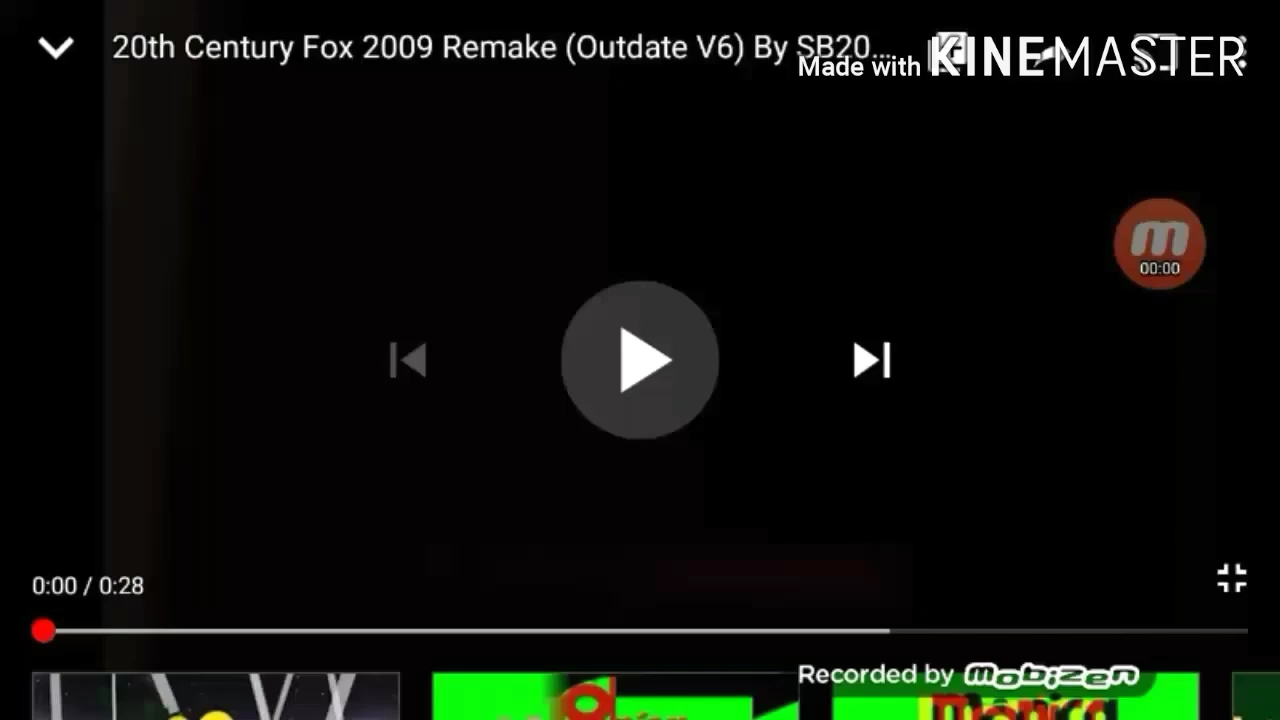 20th Century Fox 2009 Remake (Outdate V6) By SB20...
Made with KINEMASTER
m
00:00
0:00 / 0:28
Recorded by mobizen